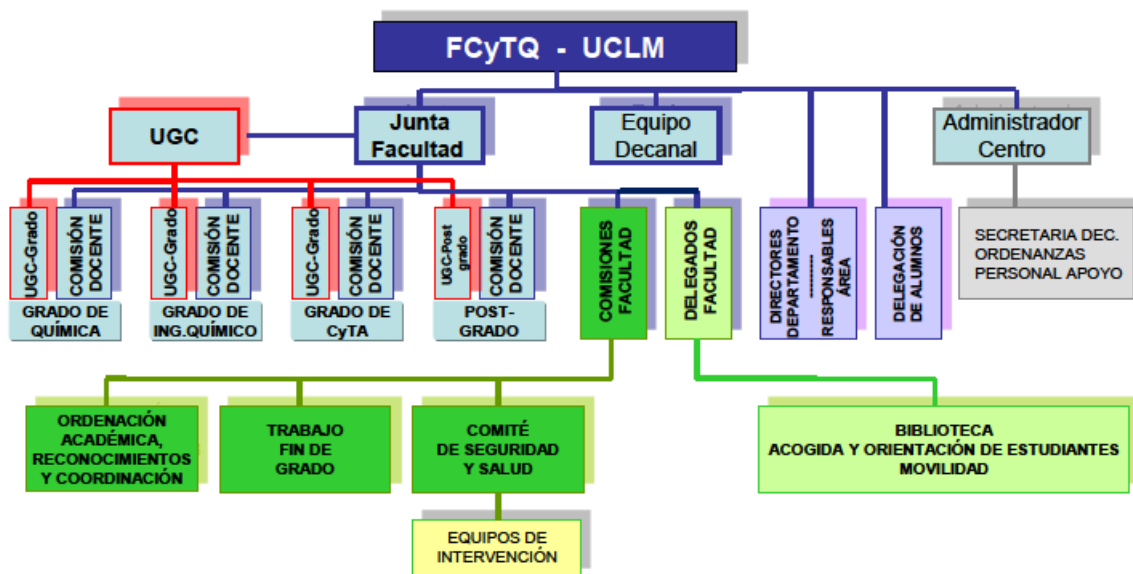 FCyTQ - UCLM
UGC
Junta
Facultad
Equipo
Decanal
Administrador
Centro
UGC-Grado
COMISIÓN
DOCENTE
UGC-Grado
COMISIÓN
DOCENTE
UGC-Grado
COMISIÓN
DOCENTE
UGC-Post
grado
COMISIÓN
DOCENTE
COMISIONES
FACULTAD
DELEGADOS
FACULTAD
DIRECTORES
DEPARTAMENTO
------------
RESPONSABLES
ÁREA
DELEGACIÓN
DE ALUMNOS
SECRETARIA DEC.
ORDENANZAS
PERSONAL APOYO
GRADO DE
QUÍMICA
GRADO DE
ING.QUÍMICO
GRADO DE
CyTA
POST-
GRADO
ORDENACIÓN
ACADÉMICA,
RECONOCIMIENTOS
Y COORDINACIÓN
TRABAJO
FIN DE
GRADO
COMITÉ
DE SEGURIDAD
Y SALUD
BIBLIOTECA
ACOGIDA Y ORIENTACIÓN DE ESTUDIANTES
MOVILIDAD
EQUIPOS DE
INTERVENCIÓN